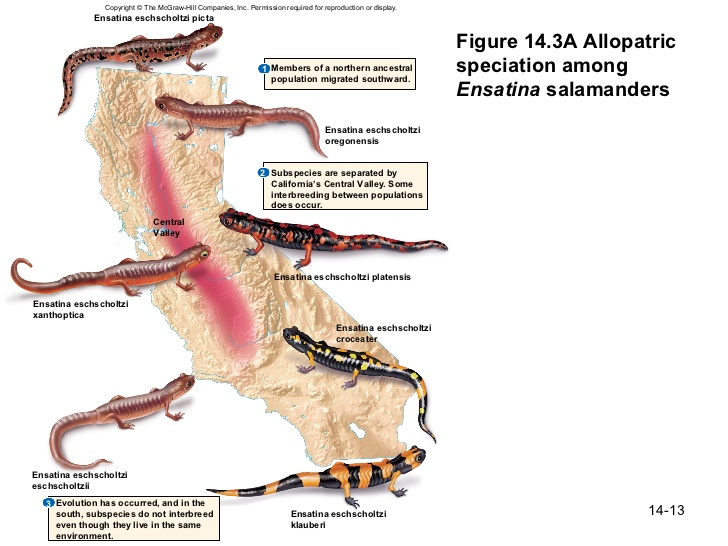 Copyright © The McGraw-Hill Companies, Inc. Permission required for reproduction or display.
Ensatina eschscholtzi picta
Figure 14.3A Allopatric
speciation among
Ensatina salamanders
1 Members of a northern ancestral
population migrated southward.
Ensatina eschscholtzi
oregonensis
2 Subspecies are separated by
California's Central Valley. Some
interbreeding between populations
does occur.
Central
Valley
Ensatina eschscholtzi platensis
Ensatina eschscholtzi
xanthoptica
Ensatina eschscholtzi
croceater
Ensatina eschscholtzi
eschscholtzii
3 Evolution has occurred, and in the
south, subspecies do not interbreed
even though they live in the same
environment.
Ensatina eschscholtzi
klauberi
14-13